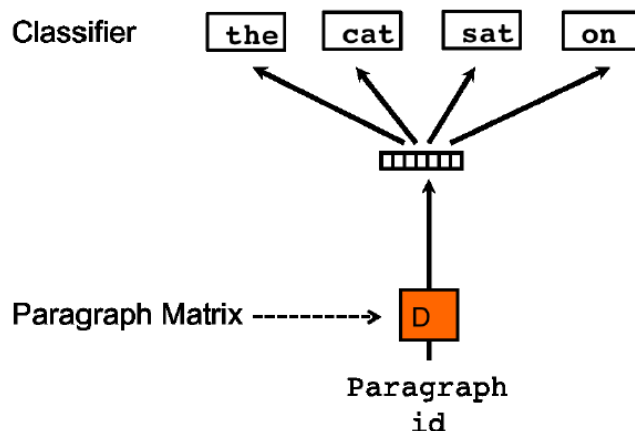 Classifier the cat sat on
Paragraph Matrix D
Paragraph
id